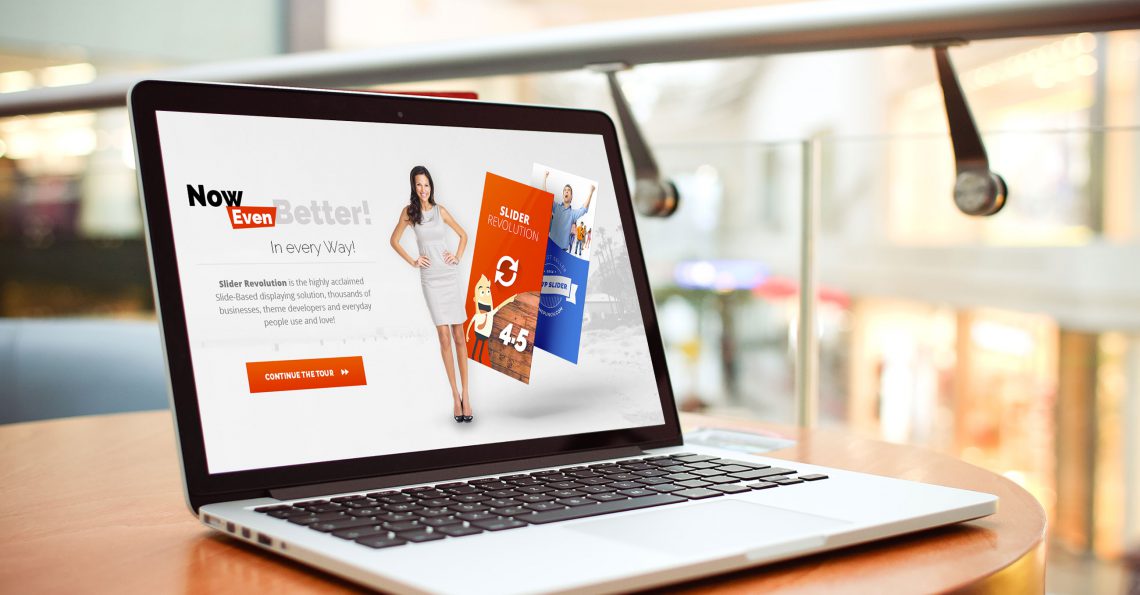 Now
Even Better!
In every Way!
Slider Revolution is the highly acclaimed
Slide-Based displaying solution, thousands of
businesses, theme developers and everyday
people use and love!
CONTINUE THE TOUR
SLIDER
REVOLUTION
4.5
SLIDER